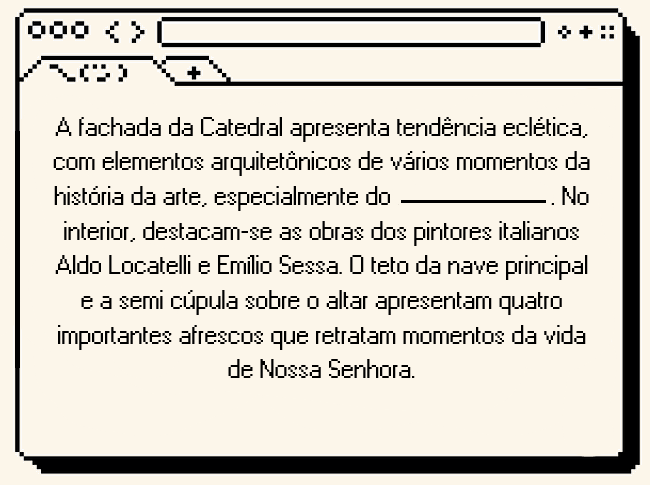 A fachada da Catedral apresenta tendência eclética,
com elementos arquitetônicos de vários momentos da
história da arte, especialmente do __________. No
interior, destacam-se as obras dos pintores italianos
Aldo Locatelli e Emílio Sessa. O teto da nave principal
e a semi cúpula sobre o altar apresentam quatro
importantes afrescos que retratam momentos da vida
de Nossa Senhora.